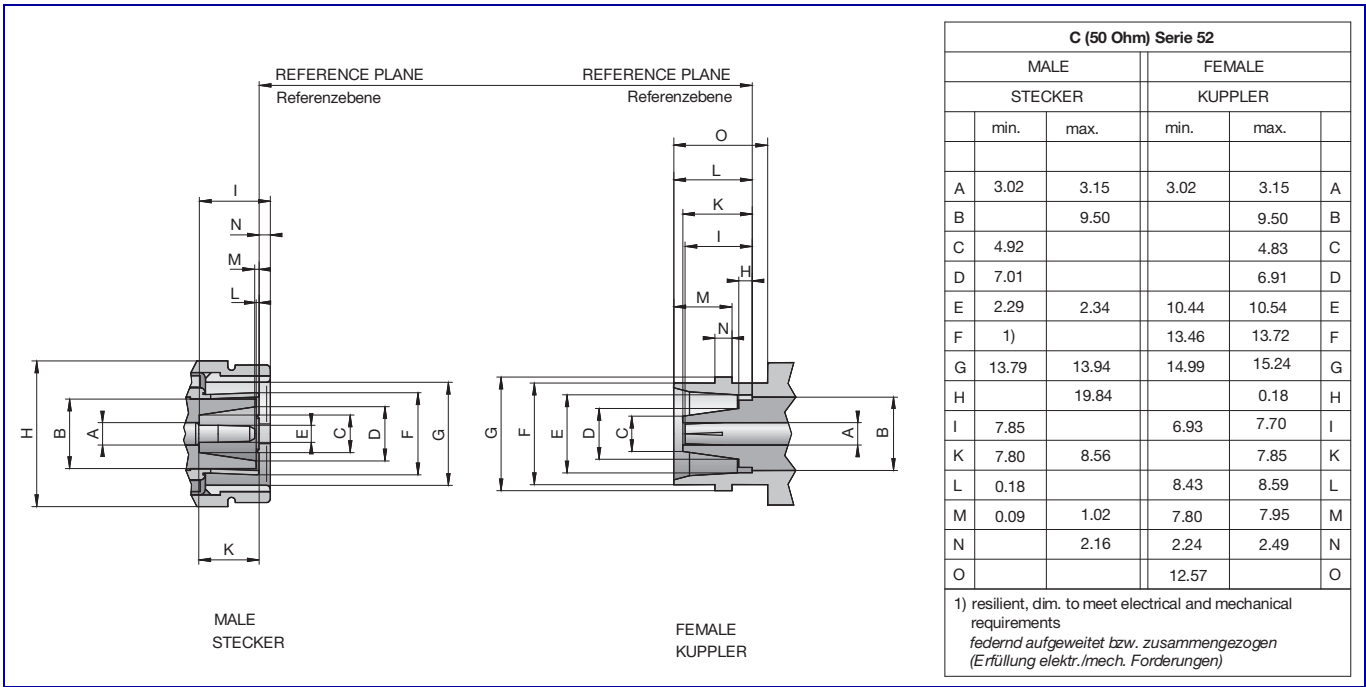 REFERENCE PLANE
Referenzebene
REFERENCE PLANE
Referenzebene
I
N
M
L
H
B
A
E
C
D
F
G
K
MALE
STECKER
O
L
K
I
H
M
N
G
F
E
D
C
A
B
FEMALE
KUPPLER
C (50 Ohm) Serie 52
MALE FEMALE
STECKER KUPPLER
min. max. min. max.
A 3.02 3.15 3.02 3.15 A
B 9.50 9.50 B
C 4.92 4.83 C
D 7.01 6.91 D
E 2.29 2.34 10.44 10.54 E
F 1) 13.46 13.72 F
G 13.79 13.94 14.99 15.24 G
H 19.84 0.18 H
I 7.85 6.93 7.70 I
K 7.80 8.56 7.85 K
L 0.18 8.43 8.59 L
M 0.09 1.02 7.80 7.95 M
N 2.16 2.24 2.49 N
O 12.57 O
1) resilient, dim. to meet electrical and mechanical
requirements
federnd aufgeweitet bzw. zusammengezogen
(Erfüllung elektr./mech. Forderungen)